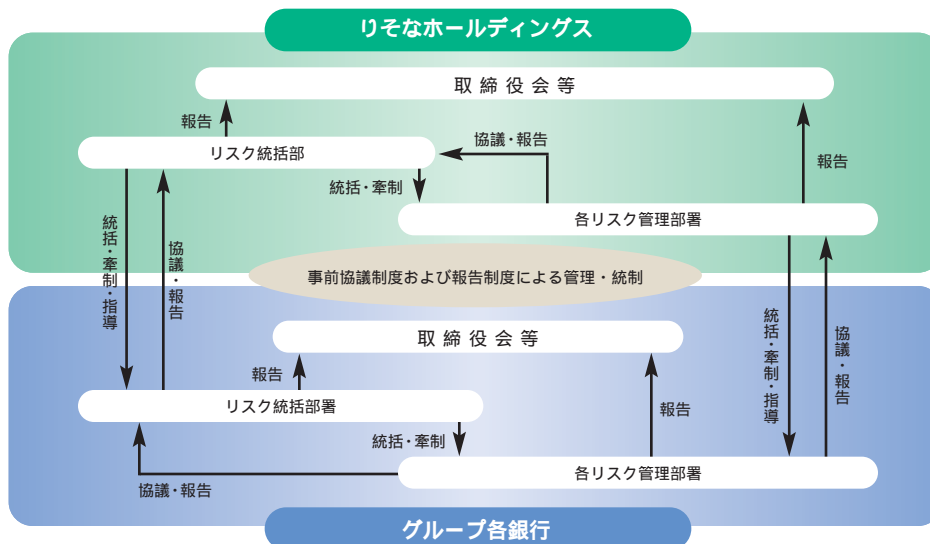 りそなホールディングス
取締役会等
報告
協議・報告
リスク統括部
報告
統括・牽制
各リスク管理部署
統括・牽制・指導
協議・報告
事前協議制度および報告制度による管理・統制
統括・牽制・指導
協議・報告
取締役会等
報告
リスク統括部署
報告
統括・牽制
各リスク管理部署
協議・報告
グループ各銀行